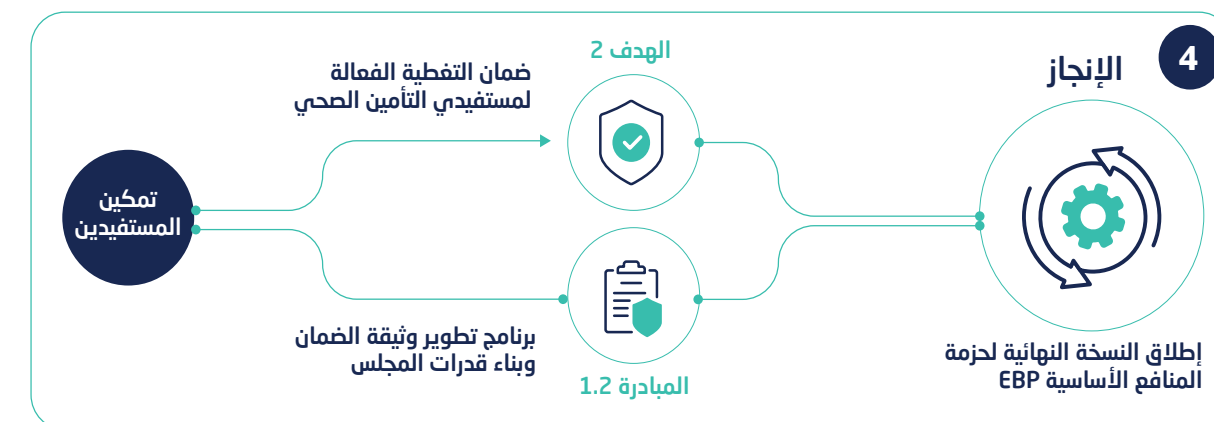 4
الإنجاز
إطلاق النسخة النهائية لحزمة
المنافع الأساسية EBP
الهدف 2
ضمان التغطية الفعالة
لمستفيدي التأمين الصحي
برنامج تطوير وثيقة الضمان
وبناء قدرات المجلس
المبادرة 1.2
تمكين
المستفيدين